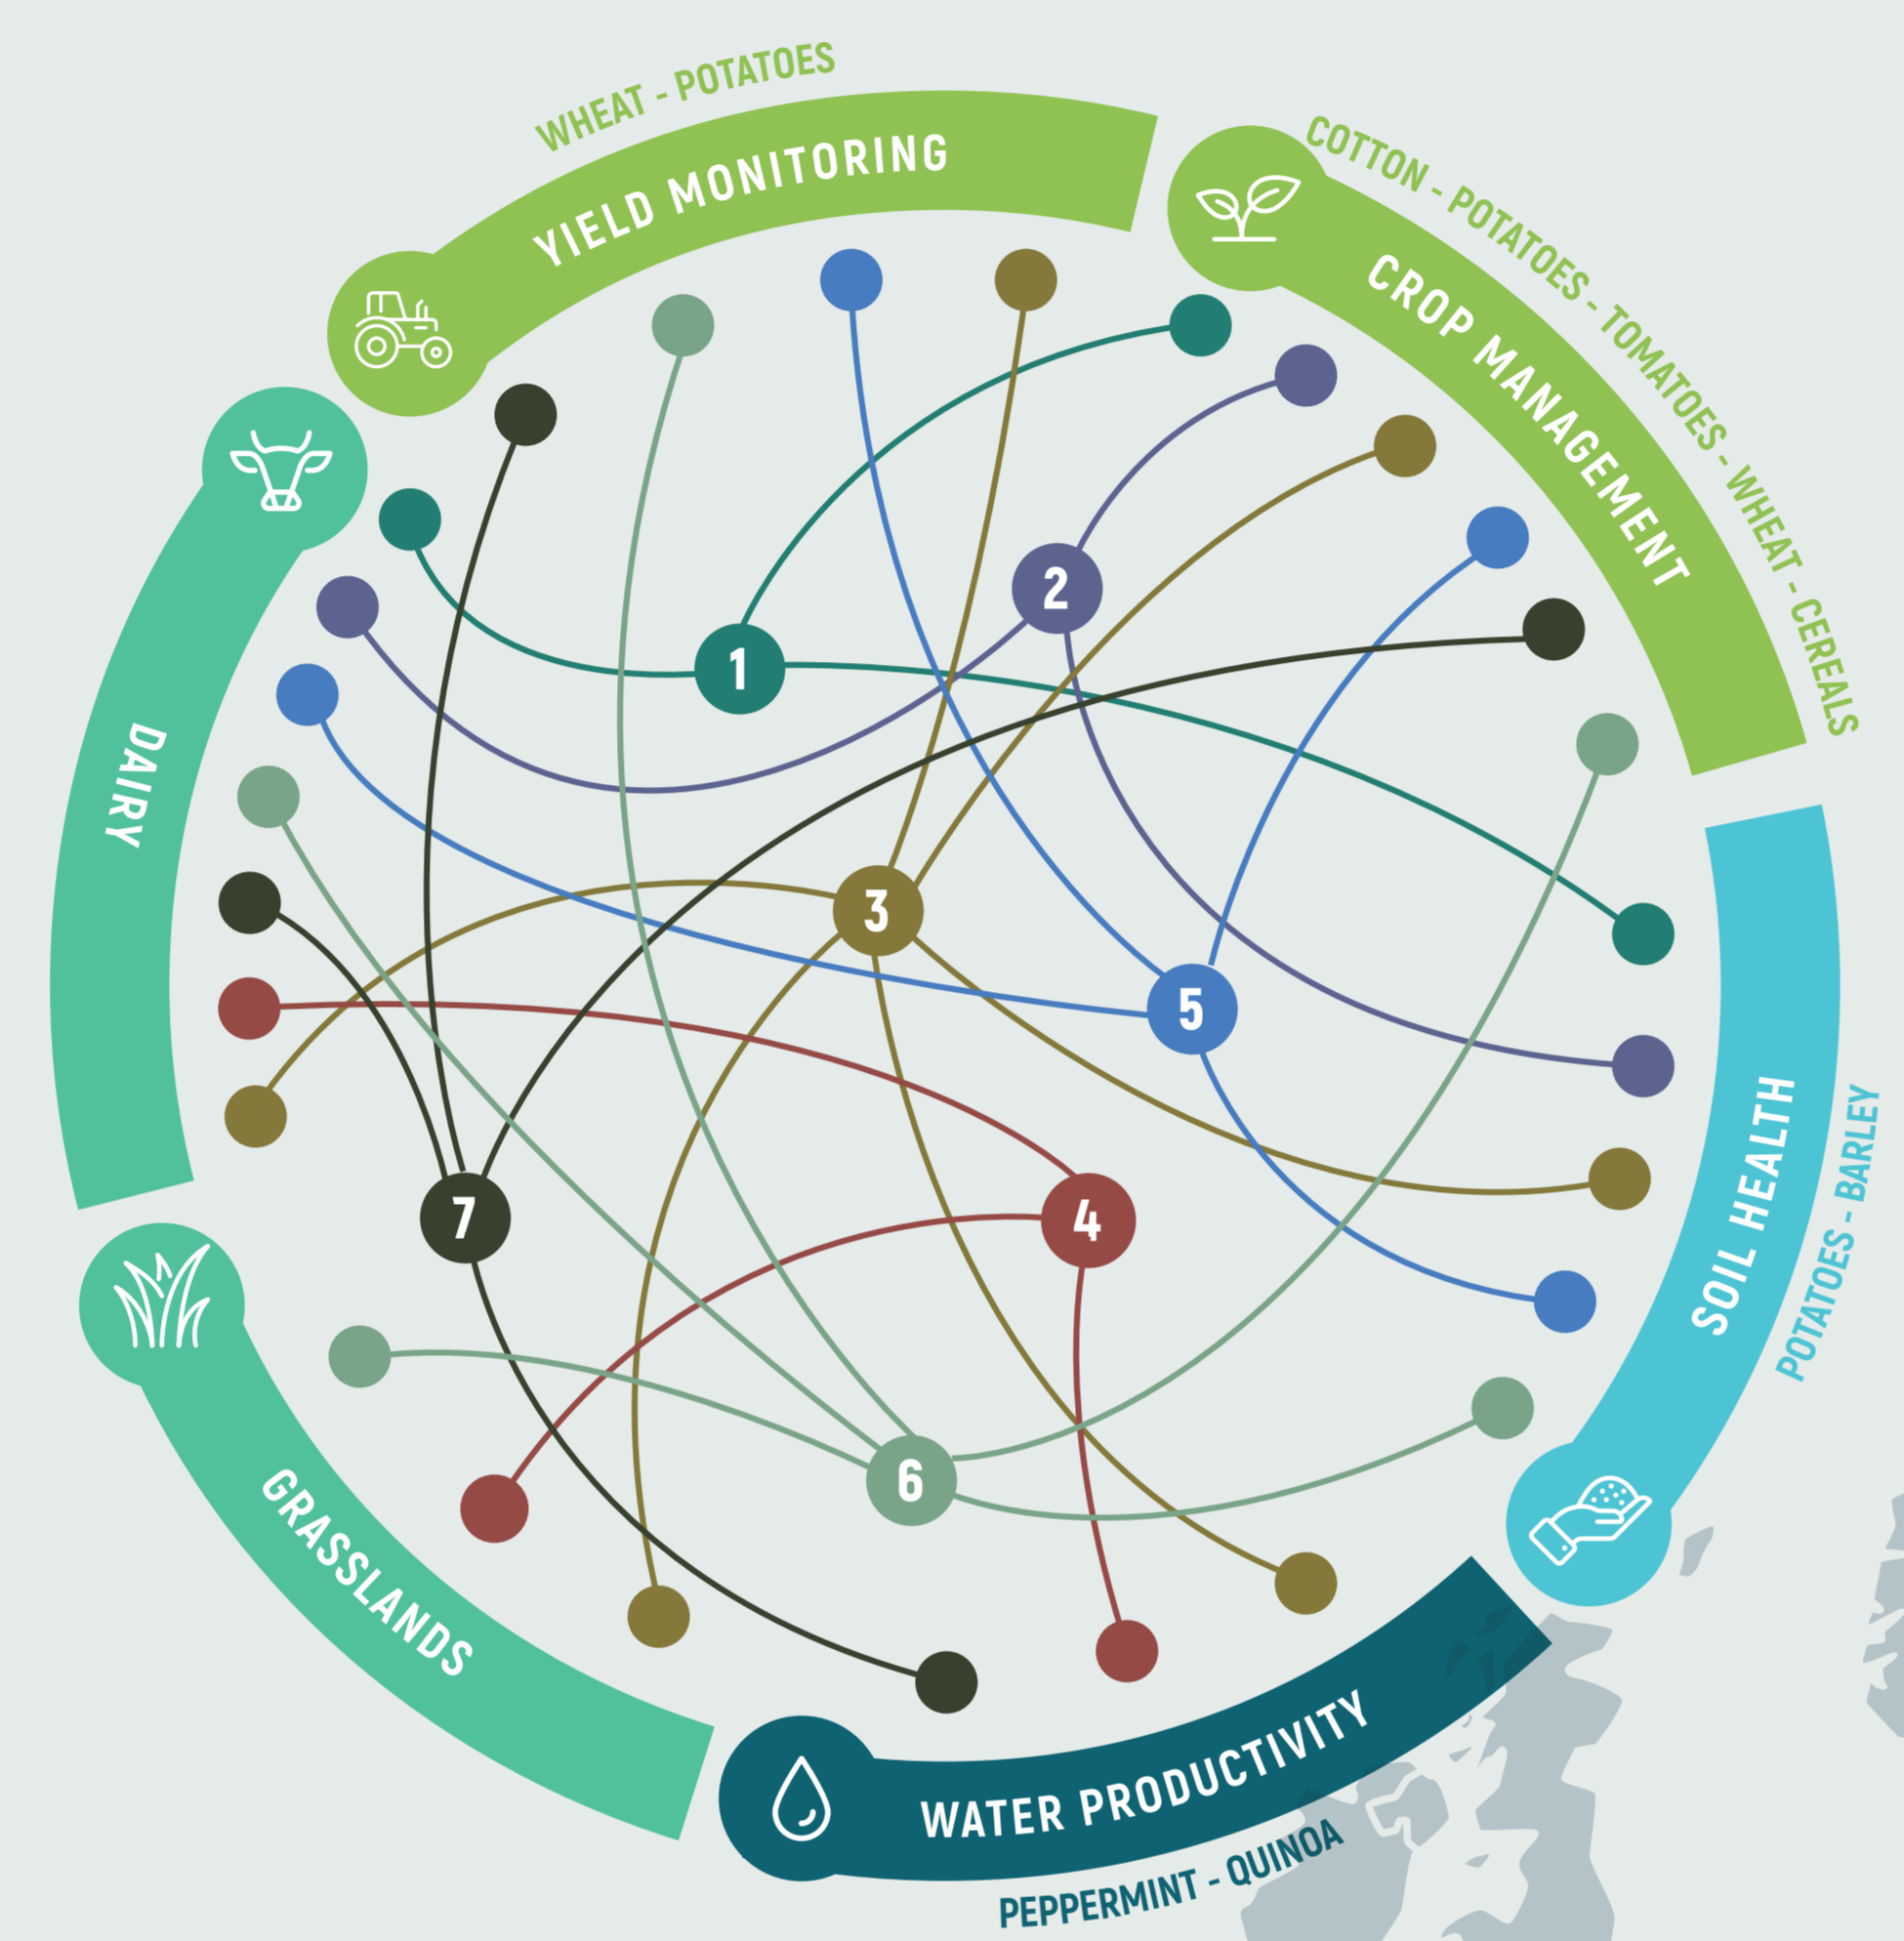 WHEAT - POTATOES
YIELD MONITORING
COTTON - POTATOES - TOMATOES - WHEAT - CEREALS
CROP MANAGEMENT
DAIRY
1
2
3
4
5
6
7
SOIL HEALTH
POTATOES - BARLEY
GRASSLANDS
WATER PRODUCTIVITY
PEPPERMINT - QUINOA